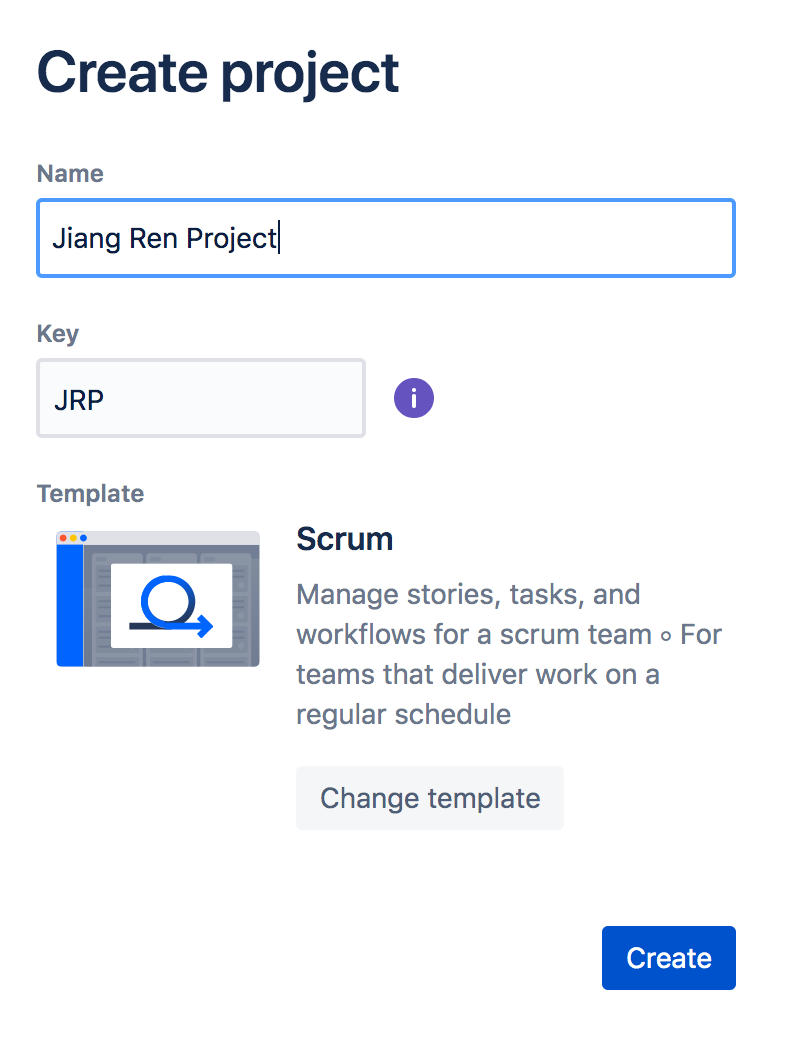 Create project
Name
Jiang Ren Project
Key
JRP
i
Template
Scrum
Manage stories, tasks, and
workflows for a scrum team ∘ For
teams that deliver work on a
regular schedule
Change template
Create